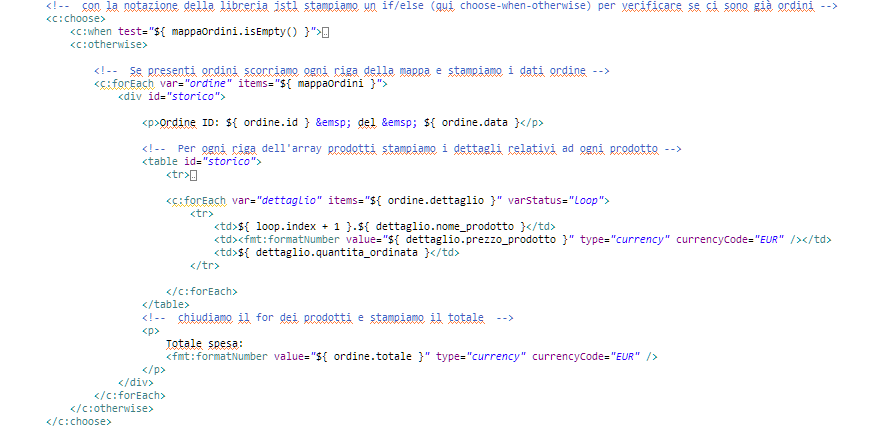 <!--  con la notazione della libreria jstl stampiamo un if/else (qui choose-when-otherwise) per verificare se ci sono già ordini -->
<c:choose>
<c:when test="${ mappaOrdini.isEmpty() }">
<c:otherwise>
<!--  Se presenti ordini scorriamo ogni riga della mappa e stampiamo i dati ordine -->
<c:forEach var="ordine" items="${ mappaOrdini }">
<div id="storico">
<p>Ordine ID: ${ ordine.id } &emsp; del &emsp; ${ ordine.data }</p>
<!--  Per ogni riga dell'array prodotti stampiamo i dettagli relativi ad ogni prodotto -->
<table id="storico">
<tr>
<c:forEach var="dettaglio" items="${ ordine.dettaglio }" varStatus="loop">
<tr>
<td>${ loop.index + 1 }.${ dettaglio.nome_prodotto }</td>
<td><fmt:formatNumber value="${ dettaglio.prezzo_prodotto }" type="currency" currencyCode="EUR" /></td>
<td>${ dettaglio.quantita_ordinata }</td>
</tr>
</c:forEach>
</table>
<!--  chiudiamo il for dei prodotti e stampiamo il totale  -->
<p>
Totale spesa:
<fmt:formatNumber value="${ ordine.totale }" type="currency" currencyCode="EUR" />
</p>
</div>
</c:forEach>
</c:otherwise>
</c:choose>